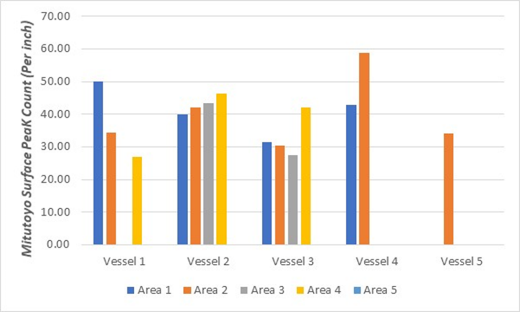 Mitutoyo Surface PeaK Count (Per inch)
70.00
60.00
50.00
40.00
30.00
20.00
10.00
0.00
Vessel 1 Vessel 2 Vessel 3 Vessel 4 Vessel 5
Area 1 Area 2 Area 3 Area 4 Area 5